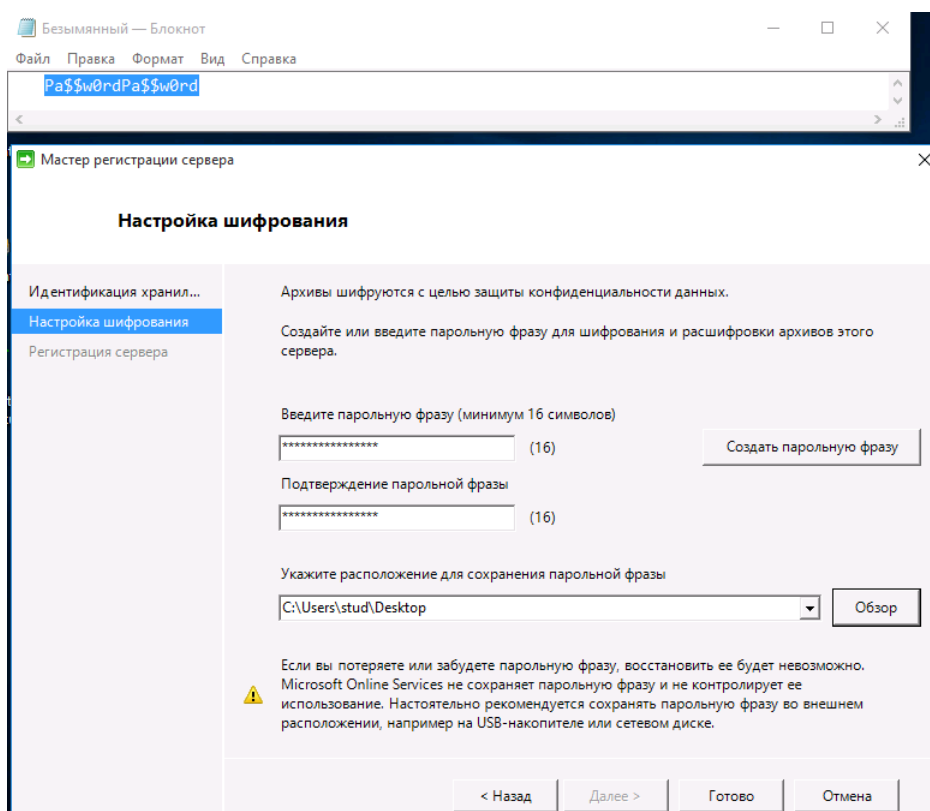 Безымянный — Блокнот
Файл Правка Формат Вид Справка
Pa$$w0rdPa$$w0rd
Мастер регистрации сервера
Настройка шифрования
Идентификация хранил...
Настройка шифрования
Регистрация сервера
Архивы шифруются с целью защиты конфиденциальности данных.
Создайте или введите парольную фразу для шифрования и расшифровки архивов этого
сервера.
Введите парольную фразу (минимум 16 символов)
**************** (16)
Создать парольную фразу
Подтверждение парольной фразы
**************** (16)
Укажите расположение для сохранения парольной фразы
C:\Users\stud\Desktop
Обзор
Если вы потеряете или забудете парольную фразу, восстановить ее будет невозможно.
Microsoft Online Services не сохраняет парольную фразу и не контролирует ее
использование. Настоятельно рекомендуется сохранять парольную фразу во внешнем
расположении, например на USB-накопителе или сетевом диске.
< Назад Далее > Готово Отмена